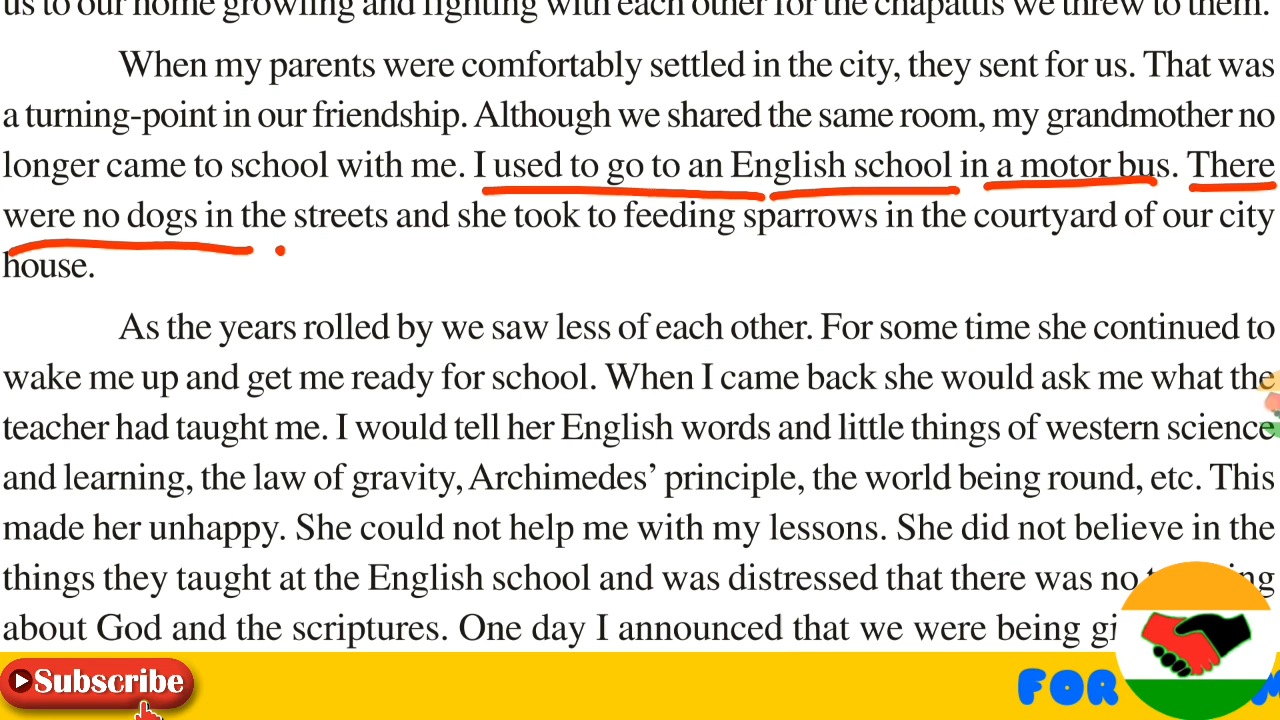 us to our home growling and fighting with each other for the chapattis we threw to them.
When my parents were comfortably settled in the city, they sent for us. That was
a turning-point in our friendship. Although we shared the same room, my grandmother no
longer came to school with me. I used to go to an English school in a motor bus. There
were no dogs in the streets and she took to feeding sparrows in the courtyard of our city
house.
As the years rolled by we saw less of each other. For some time she continued to
wake me up and get me ready for school. When I came back she would ask me what the
teacher had taught me. I would tell her English words and little things of western science
and learning, the law of gravity, Archimedes’ principle, the world being round, etc. This
made her unhappy. She could not help me with my lessons. She did not believe in the
things they taught at the English school and was distressed that there was no
about God and the scriptures. One day I announced that we were being
Subscribe
FOR